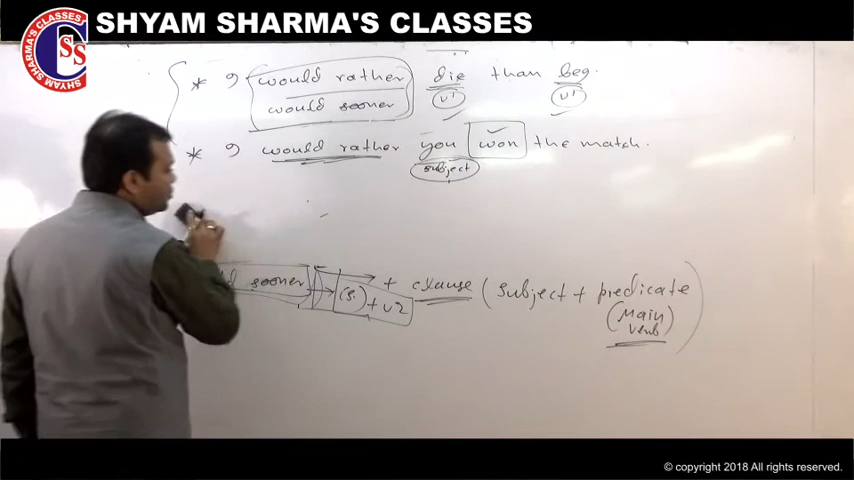 SHYAM SHARMA'S CLASSES
SHYAM SHARMA'S CLASSES
SS
* I would rather die than beg.
would sooner V1 V1
* I would rather you won the match.
subject
sooner → (S) + V2 + clause (subject + predicate
(Main
verb)
© copyright 2018 All rights reserved.